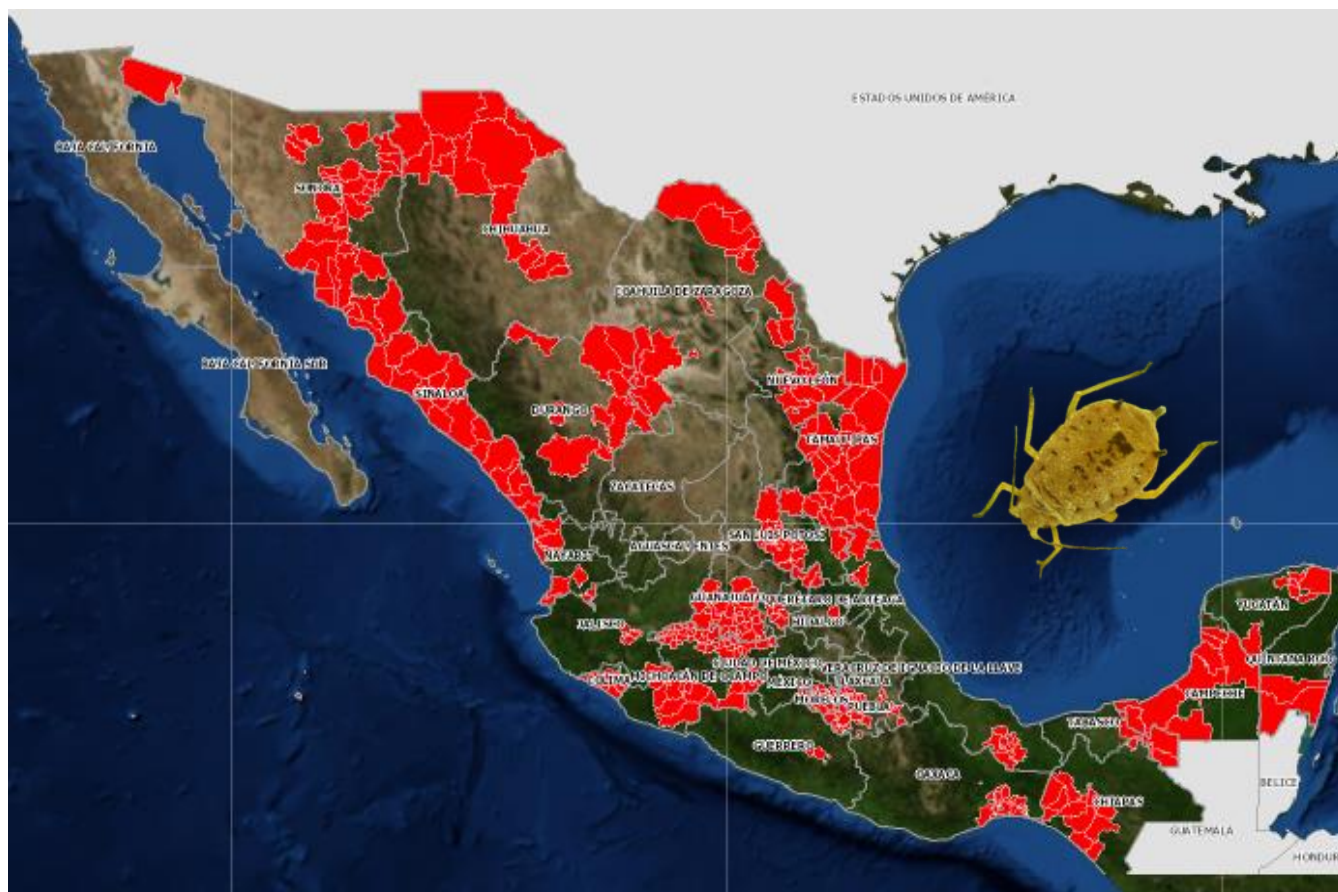 ESTADOS UNIDOS DE AMÉRICA
BAJA CALIFORNIA
SONORA
CHIHUAHUA
COAHUILA DE ZARAGOZA
BAJA CALIFORNIA SUR
NUEVO LEÓN
SINALOA
DURANGO
TAMAULIPAS
ZACATECAS
SAN LUIS POTOSÍ
AGUASCALIENTES
NAYARIT
GUANAJUATO
QUERÉTARO DE ARTEAGA
YUCATÁN
HIDALGO
JALISCO
CIUDAD DE MÉXICO
VERACRUZ DE IGNACIO DE LA LLAVE
QUINTANA ROO
COLIMA
MICHOACÁN DE OCAMPO
MÉXICO
TLAXCALA
CAMPECHE
MORELOS
PUEBLA
TABASCO
GUERRERO
OAXACA
BELICE
CHIAPAS
GUATEMALA
HONDUR